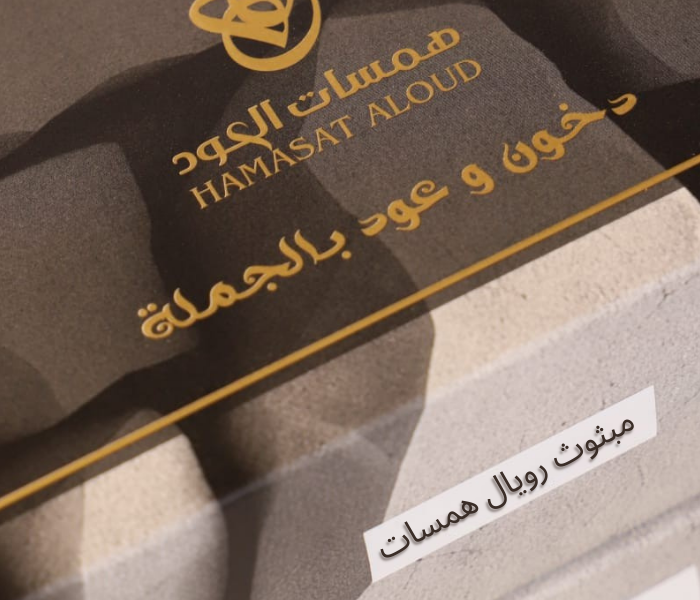 همسات العود
HAMASAT ALOUD
دخون و عود بالجملة
مبثوث رويال همسات